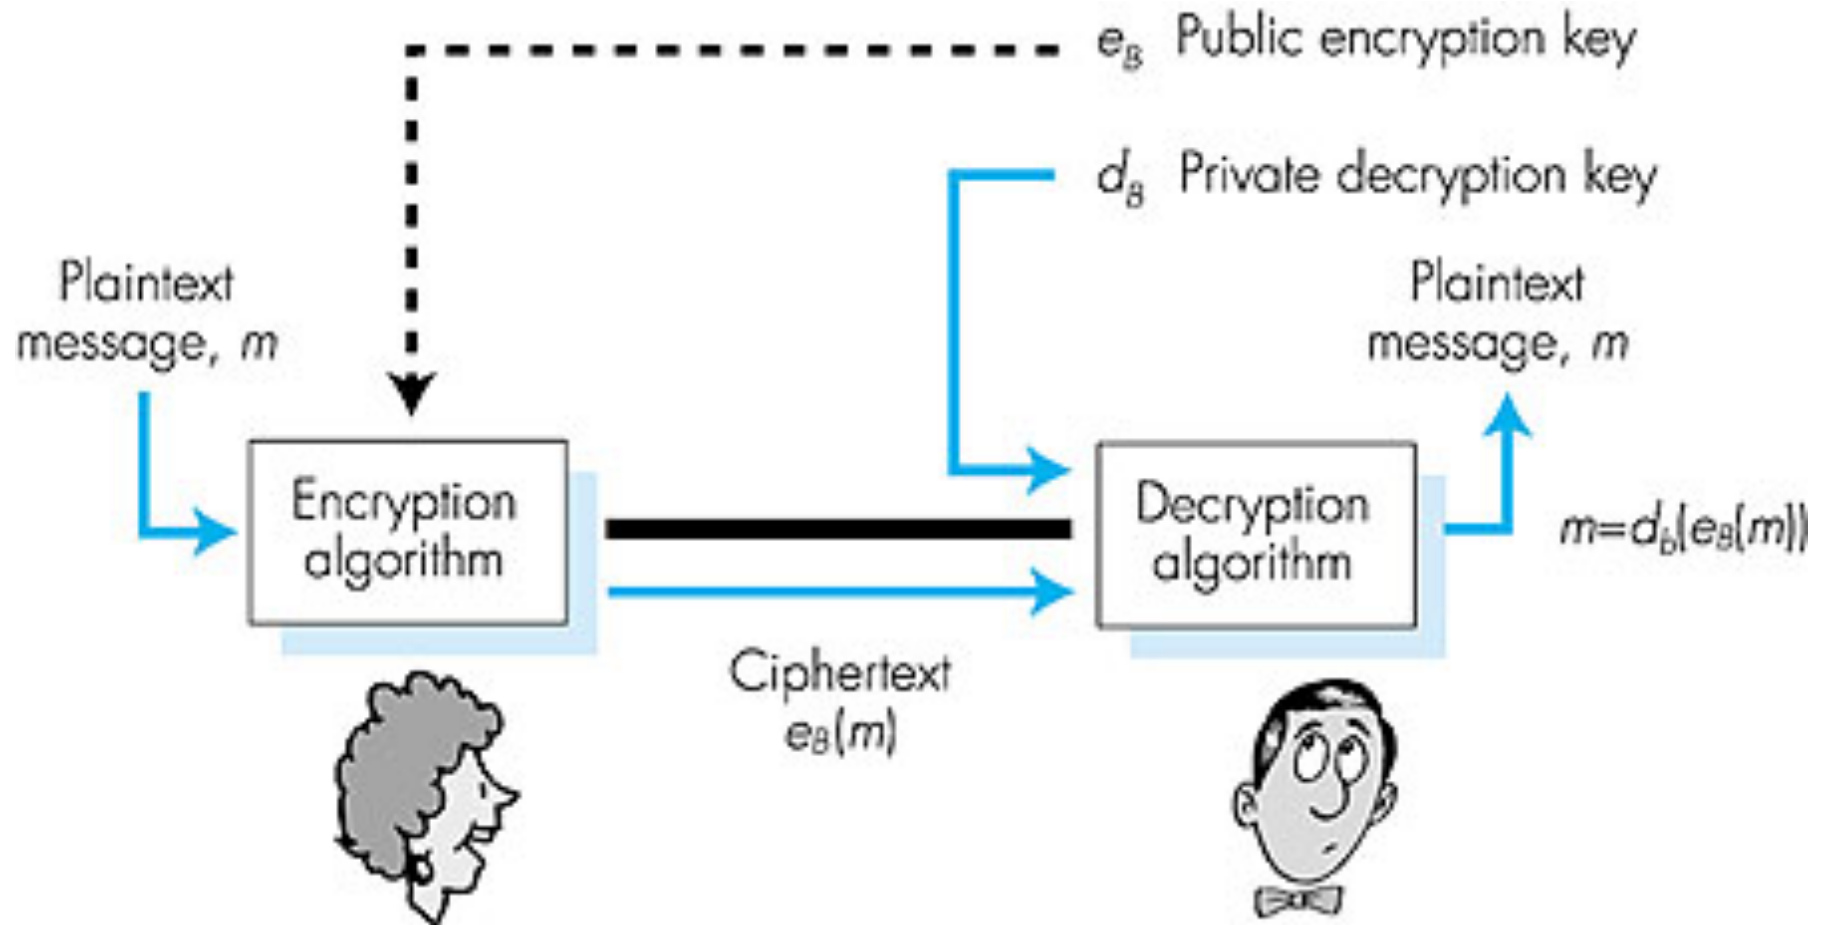 e_B Public encryption key
d_B Private decryption key
Plaintext
message, m
Plaintext
message, m
Encryption
algorithm
Decryption
algorithm
m=d_b(e_B(m))
Ciphertext
e_B(m)